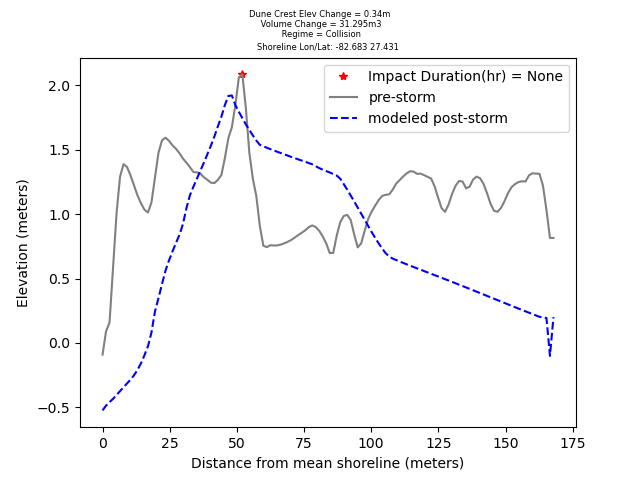 Dune Crest Elev Change = 0.34m
Volume Change = 31.295m3
Regime = Collision
Shoreline Lon/Lat: -82.683 27.431
Impact Duration(hr) = None
pre-storm
modeled post-storm
Elevation (meters)
2.0
1.5
1.0
0.5
0.0
−0.5
0 25 50 75 100 125 150 175
Distance from mean shoreline (meters)